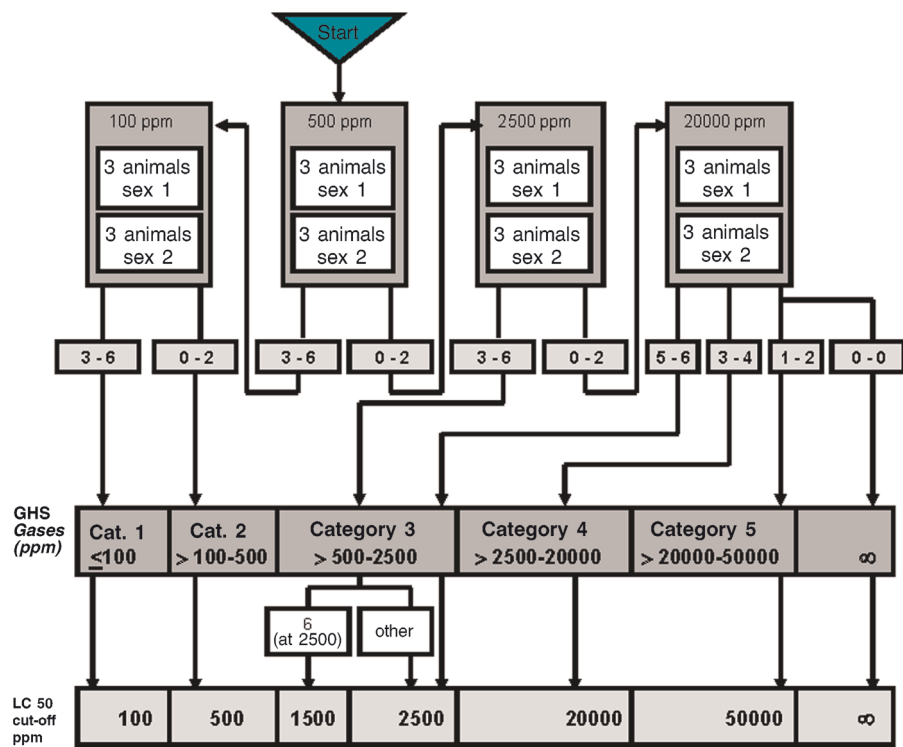 Start
100 ppm
500 ppm
2500 ppm
20000 ppm
3 animals
sex 1
3 animals
sex 2
3 animals
sex 1
3 animals
sex 2
3 animals
sex 1
3 animals
sex 2
3 animals
sex 1
3 animals
sex 2
3 - 6
0 - 2
3 - 6
0 - 2
3 - 6
0 - 2
5 - 6
3 - 4
1 - 2
0 - 0
GHS
Gases
(ppm)
Cat. 1
≤100
Cat. 2
> 100-500
Category 3
> 500-2500
Category 4
> 2500-20000
Category 5
> 20000-50000
∞
6
(at 2500)
other
LC 50
cut-off
ppm
100
500
1500
2500
20000
50000
∞